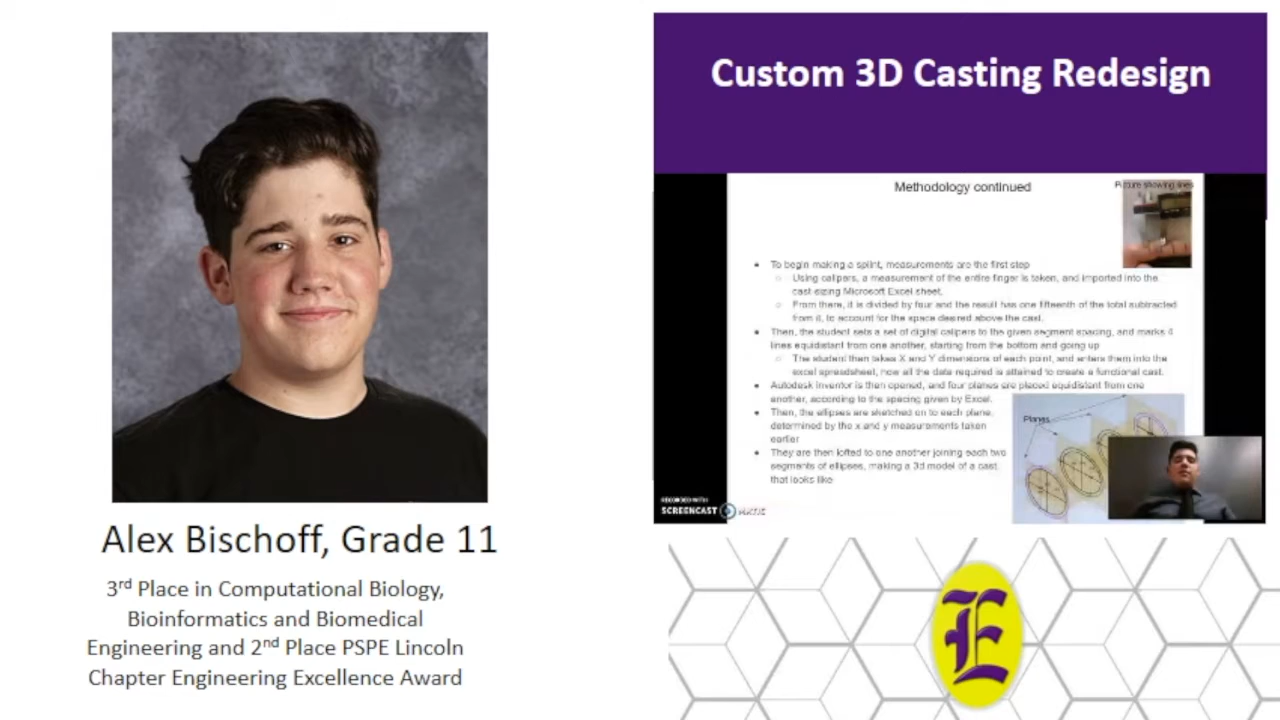 Alex Bischoff, Grade 11
3rd Place in Computational Biology,
Bioinformatics and Biomedical
Engineering and 2nd Place PSPE Lincoln
Chapter Engineering Excellence Award
Custom 3D Casting Redesign
Methodology continued
Picture showing lines
To begin making a splint, measurements are the first step
Using calipers, a measurement of the entire finger is taken, and imported into the
cast sizing Microsoft Excel sheet.
From there, it is divided by four and the result has one fifteenth of the total subtracted
from it, to account for the space desired above the cast.
Then, the student sets a set of digital calipers to the given segment spacing, and marks 4
lines equidistant from one another, starting from the bottom and going up
The student then takes X and Y dimensions of each point, and enters them into the
excel spreadsheet, now all the data required is attained to create a functional cast.
Autodesk Inventor is then opened, and four planes are placed equidistant from one
another, according to the spacing given by Excel.
Then, the ellipses are sketched on to each plane,
determined by the x and y measurements taken
earlier
They are then lofted to one another joining each two
segments of ellipses, making a 3d model of a cast
that looks like
Planes
RECORDED WITH
SCREENCAST MATIC
E